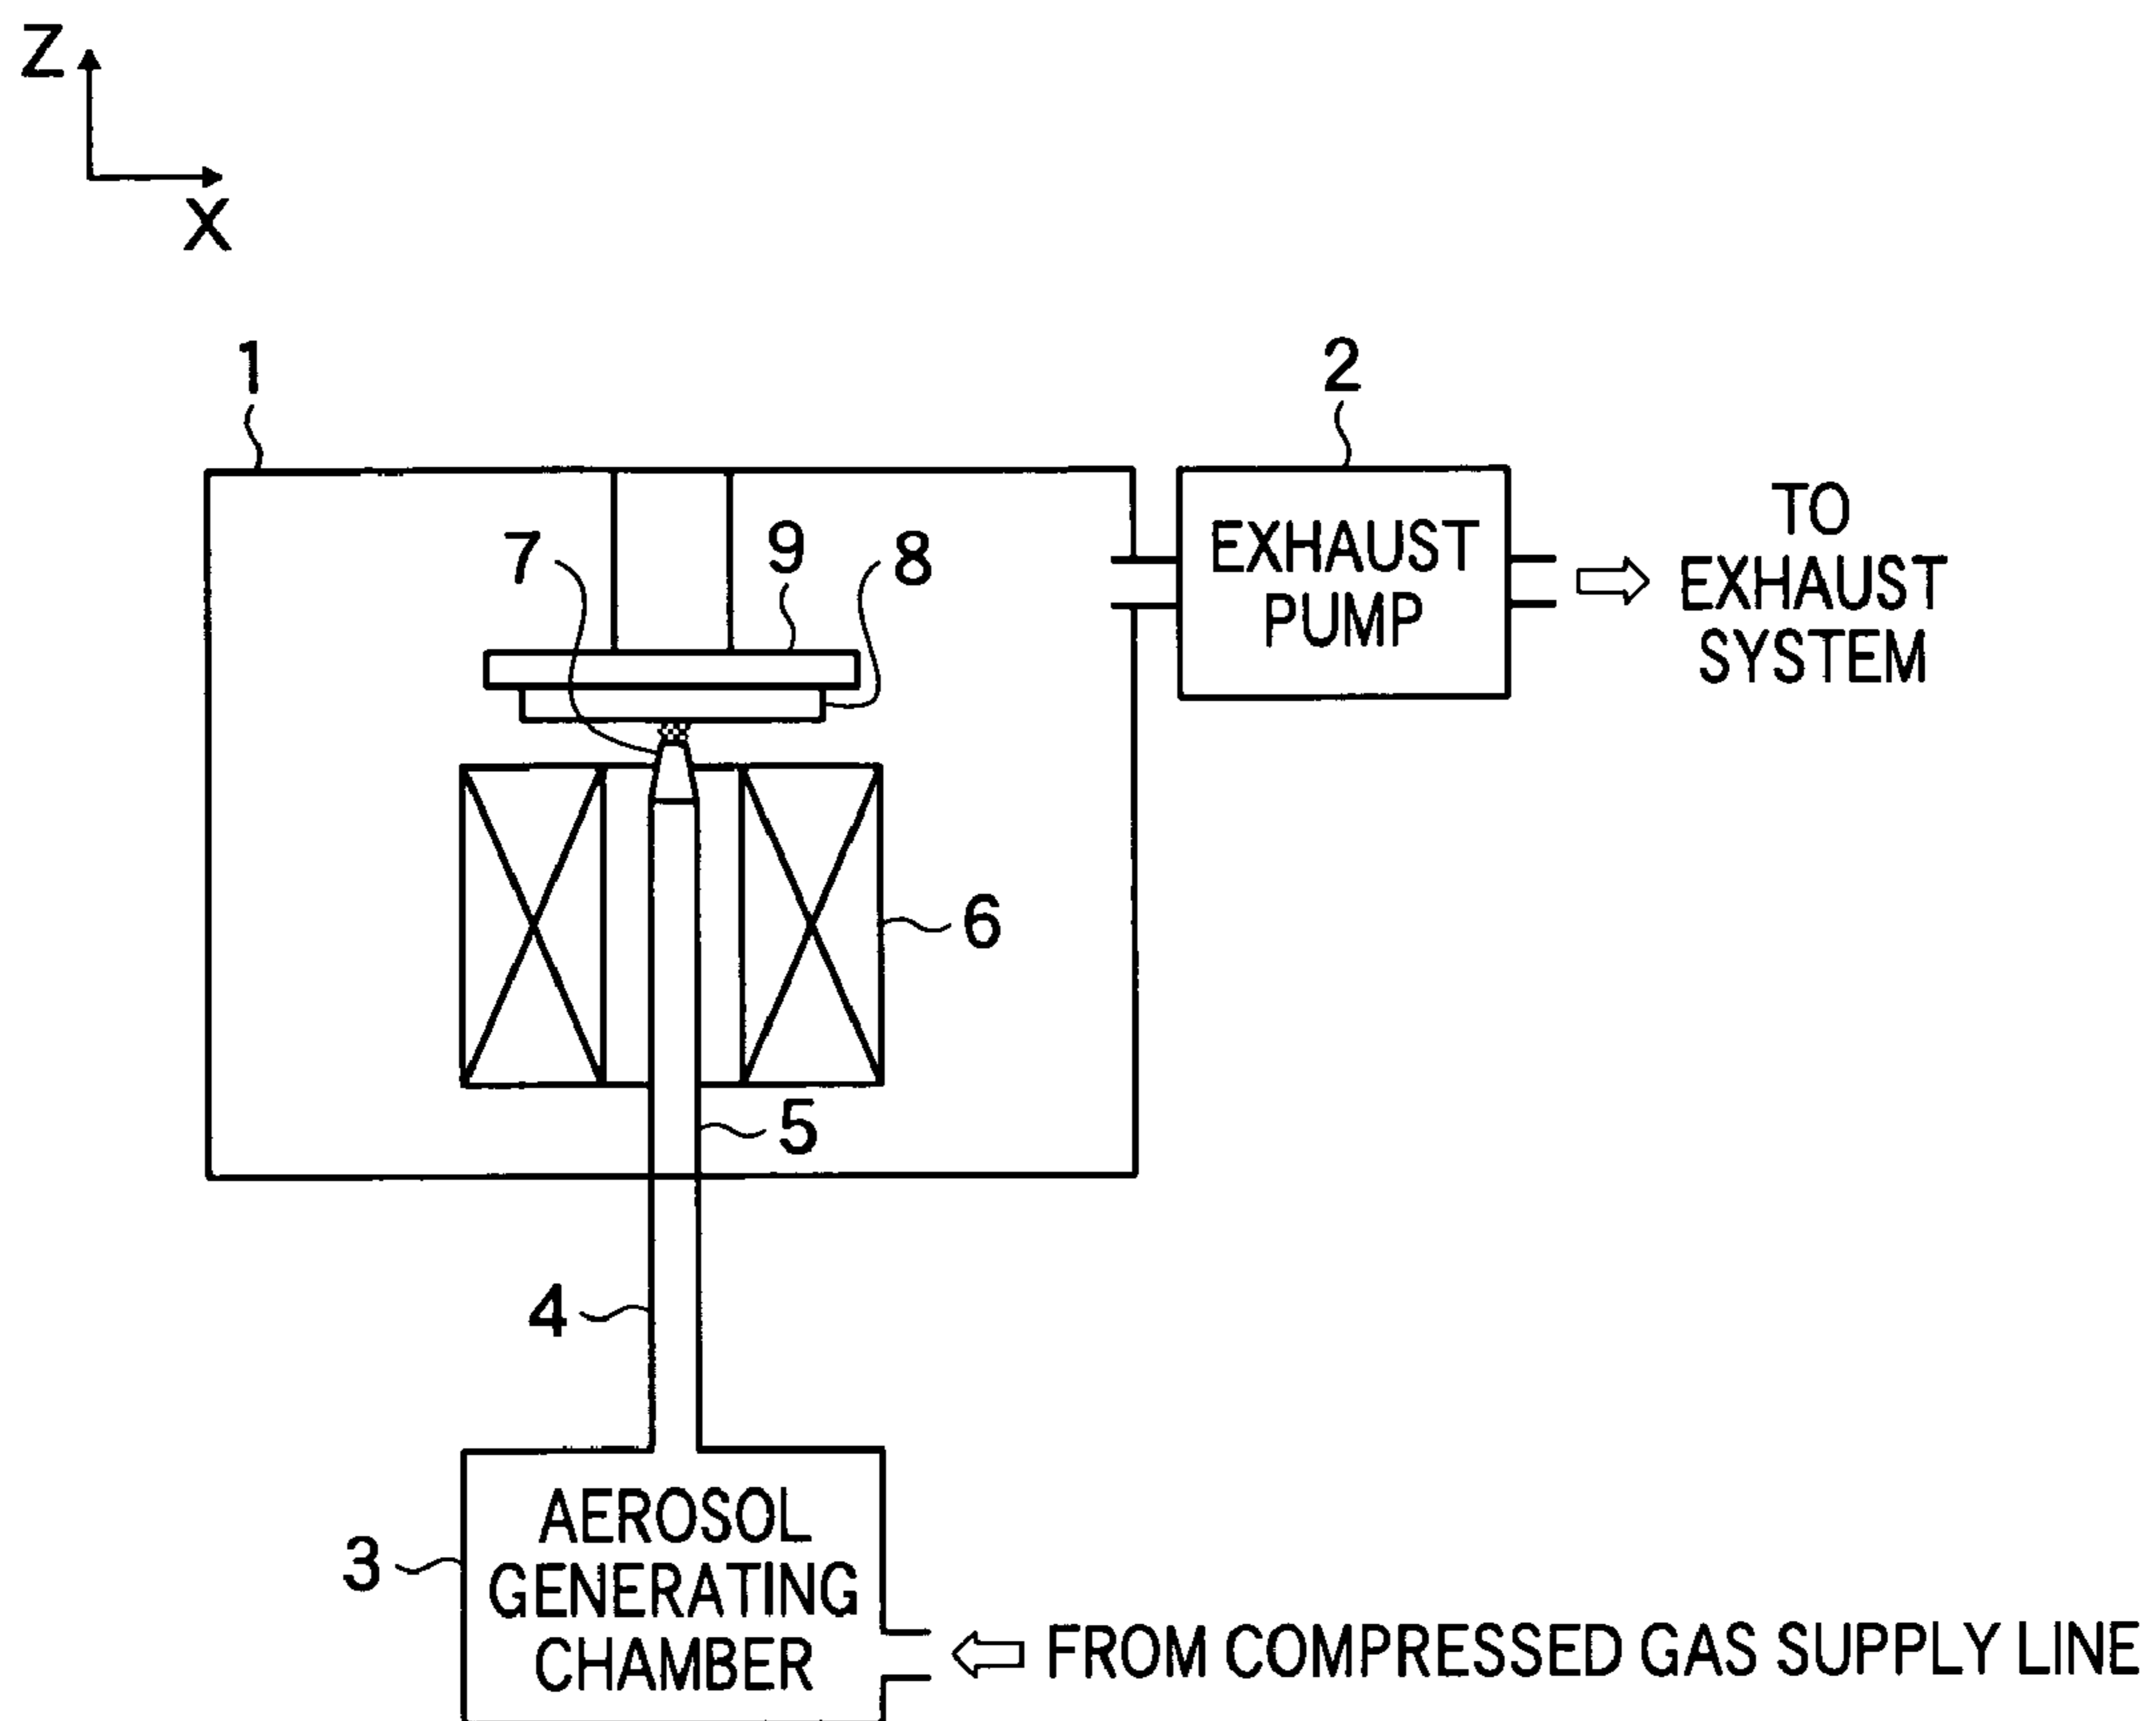 Z
X
1
2
7
9
8
EXHAUST
PUMP
TO
EXHAUST
SYSTEM
6
5
4
3
AEROSOL
GENERATING
CHAMBER
FROM COMPRESSED GAS SUPPLY LINE